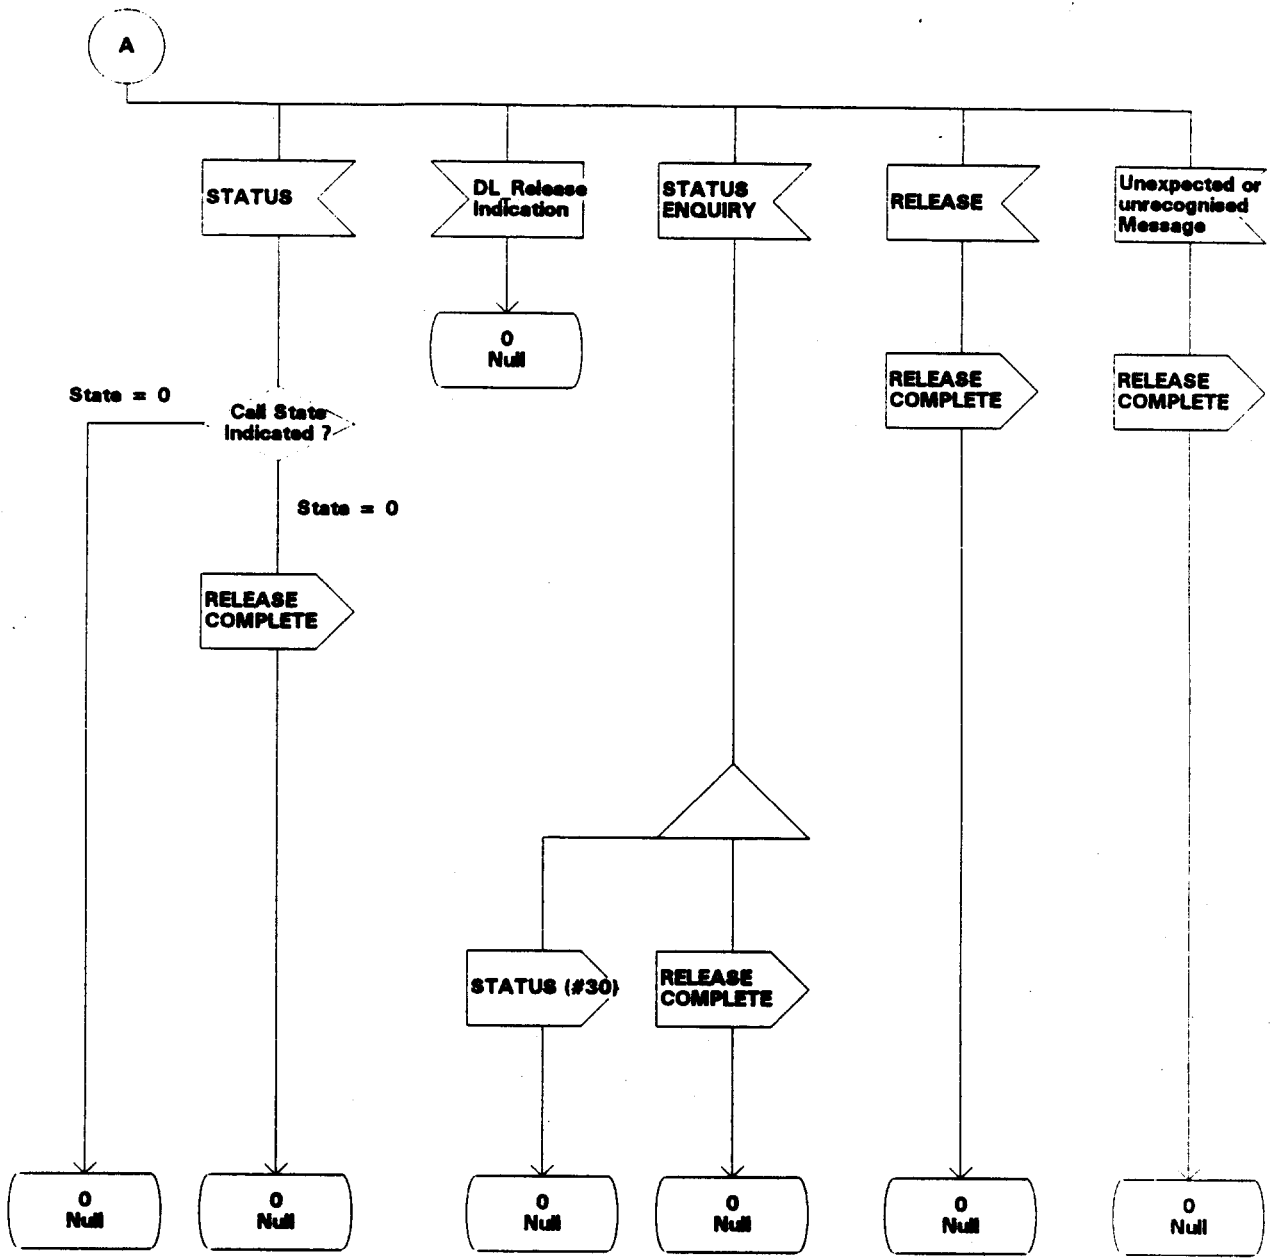 A
STATUS
DL Release
Indication
STATUS
ENQUIRY
RELEASE
Unexpected or
unrecognised
Message
0
Null
RELEASE
COMPLETE
RELEASE
COMPLETE
State = 0
Call State
Indicated ?
State = 0
RELEASE
COMPLETE
STATUS (#30)
RELEASE
COMPLETE
0
Null
0
Null
0
Null
0
Null
0
Null
0
Null